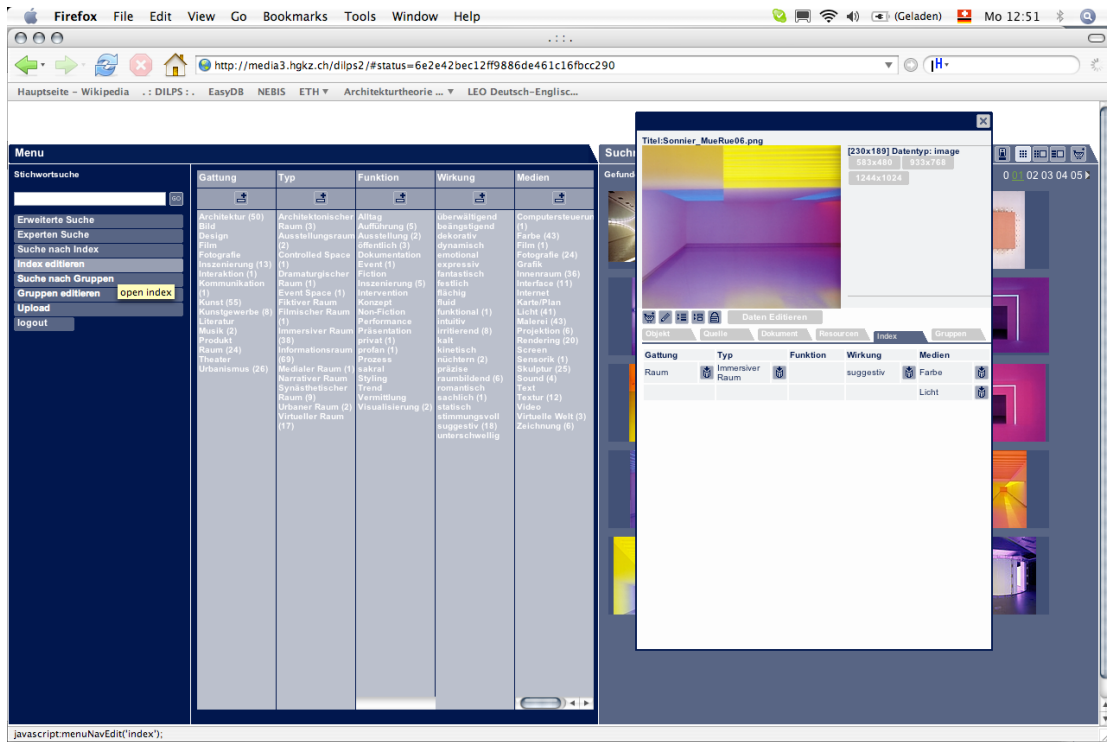 Firefox File Edit View Go Bookmarks Tools Window Help
(Geladen) Mo 12:51
http://media3.hgkz.ch/dilps2/#status=6e2e42bec12ff9886de461c16fbcc290
Hauptseite – Wikipedia .: DILPS :. EasyDB NEBIS ETH Architekturtheorie ... LEO Deutsch-Englisc...
Menu
Stichwortsuche
GO
Erweiterte Suche
Experten Suche
Suche nach Index
Index editieren
Suche nach Gruppen
Gruppen editieren
open index
Upload
logout
Gattung
Architektur (50)
Bild
Design
Film
Fotografie
Inszenierung (13)
Interaktion (1)
Kommunikation
(1)
Kunst (55)
Kunstgewerbe (8)
Literatur
Musik (2)
Produkt
Raum (24)
Theater
Urbanismus (26)
Typ
Architektonischer
Raum (3)
Ausstellungsraum
(2)
Controlled Space
(1)
Dramaturgischer
Raum (1)
Event Space (1)
Fiktiver Raum
Filmischer Raum
(1)
Immersiver Raum
(38)
Informationsraum
(69)
Medialer Raum (1)
Narrativer Raum
Synästhetischer
Raum (9)
Urbaner Raum (2)
Virtueller Raum
(17)
Funktion
Alltag
Aufführung (5)
Ausstellung (2)
öffentlich (3)
Dokumentation
Event (1)
Fiction
Inszenierung (5)
Intervention
Konzept
Non-Fiction
Performance
Präsentation
privat (1)
profan (1)
Prozess
sakral
Styling
Trend
Vermittlung
Visualisierung (2)
Wirkung
überwältigend
beängstigend
dekorativ
dynamisch
emotional
expressiv
fantastisch
festlich
flächig
fluid
funktional (1)
intuitiv
irritierend (8)
kalt
kinetisch
nüchtern (2)
präzise
raumbildend (6)
romantisch
sachlich (1)
statisch
stimmungsvoll
suggestiv (18)
unterschwellig
Medien
Computersteuerun
(1)
Farbe (43)
Film (1)
Fotografie (24)
Grafik
Innenraum (36)
Interface (11)
Internet
Karte/Plan
Licht (41)
Malerei (43)
Projektion (6)
Rendering (20)
Screen
Sensorik (1)
Skulptur (25)
Sound (4)
Text
Textur (12)
Video
Virtuelle Welt (3)
Zeichnung (6)
Such
Gefund
0 01 02 03 04 05
Titel:Sonnier_MueRue06.png
[230x189] Datentyp: image
583x480 933x768
1244x1024
Daten Editieren
Objekt Quelle Dokument Resourcen Index Gruppen
Gattung Typ Funktion Wirkung Medien
Raum Immersiver Raum suggestiv Farbe
Licht
javascript:menuNavEdit('index');